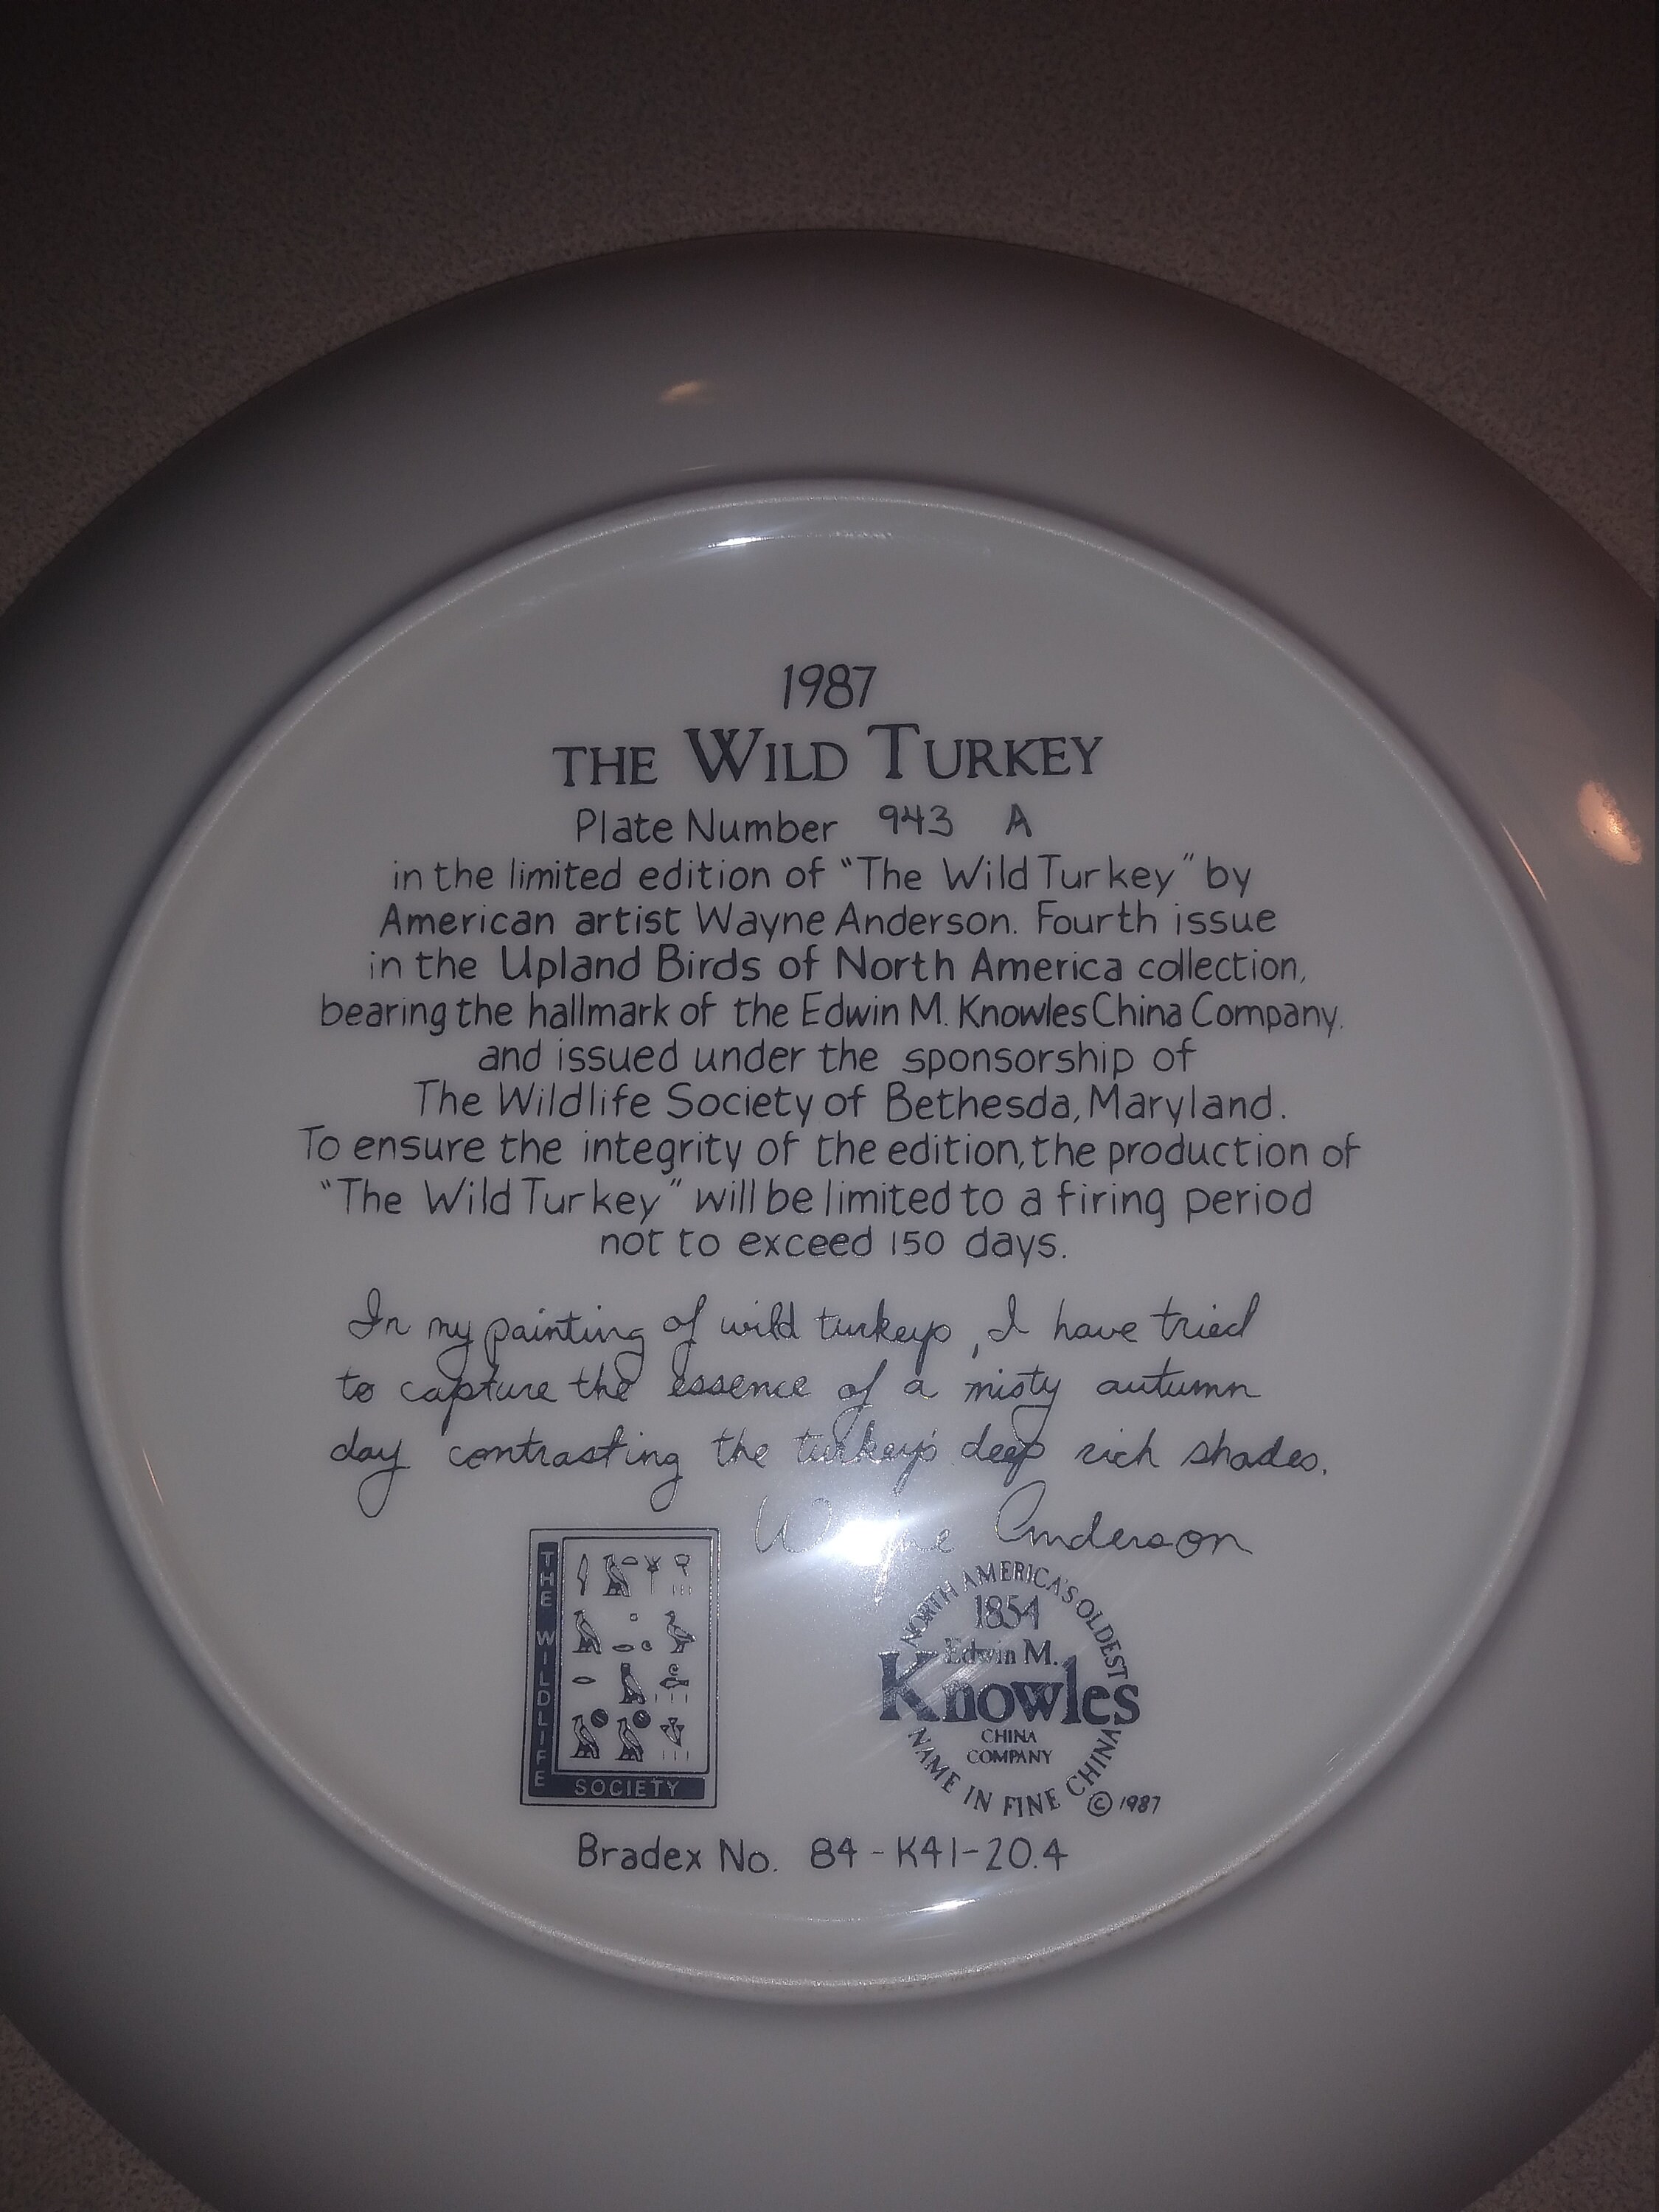 1987
THE WILD TURKEY
Plate Number 943 A
in the limited edition of "The Wild Turkey" by
American artist Wayne Anderson. Fourth issue
in the Upland Birds of North America collection,
bearing the hallmark of the Edwin M. Knowles China Company,
and issued under the sponsorship of
The Wildlife Society of Bethesda, Maryland.
To ensure the integrity of the edition, the production of
"The Wild Turkey" will be limited to a firing period
not to exceed 150 days.
In my painting of wild turkeys, I have tried
to capture the essence of a misty autumn
day contrasting the turkey's deep rich shades.
Wayne Anderson
THE WILDLIFE
SOCIETY
NORTH AMERICA'S OLDEST
1854
Edwin M.
Knowles
CHINA
COMPANY
NAME IN FINE CHINA
© 1987
Bradex No. 84-K41-20.4